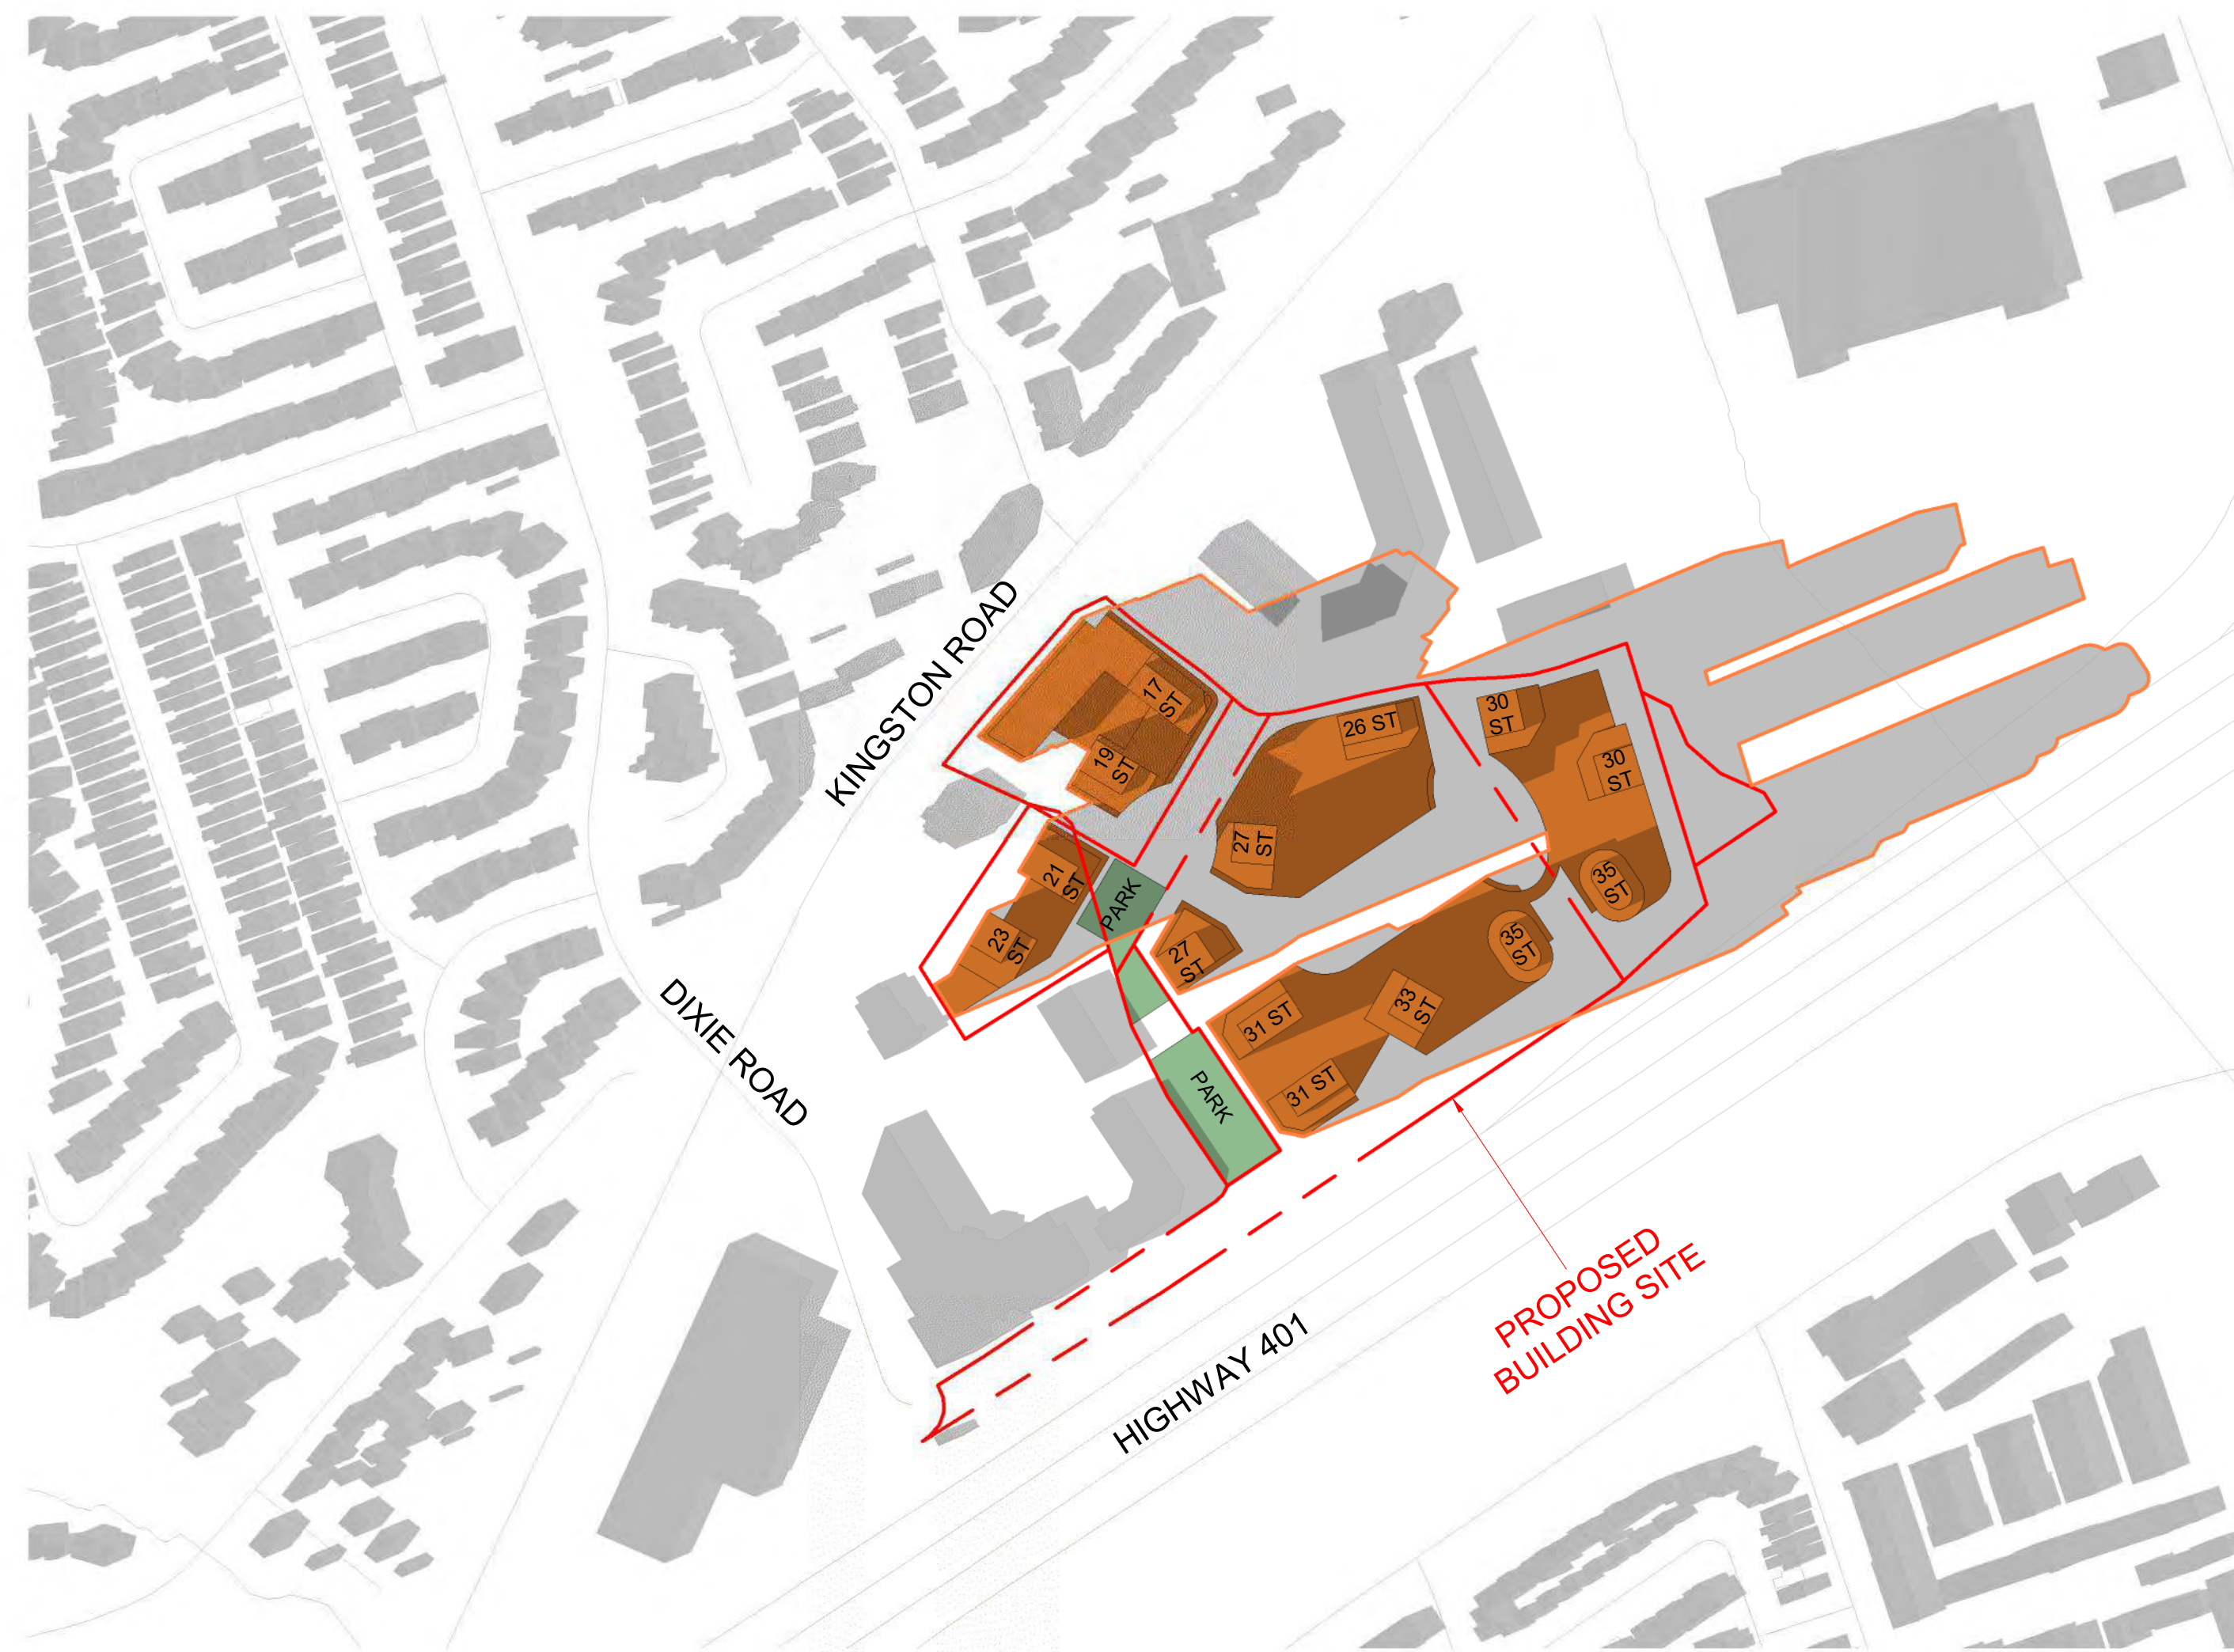 KINGSTON ROAD
17
ST
19
ST
26 ST
30
ST
30
ST
27
ST
21
ST
PARK
35
ST
23
ST
27
ST
35
ST
31 ST
33
ST
31 ST
PARK
DIXIE ROAD
HIGHWAY 401
PROPOSED
BUILDING SITE